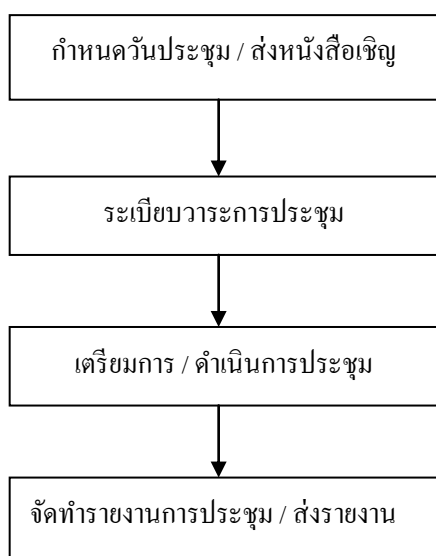 กำหนดวันประชุม / ส่งหนังสือเชิญ
ระเบียบวาระการประชุม
เตรียมการ / ดำเนินการประชุม
จัดทำรายงานการประชุม / ส่งรายงาน